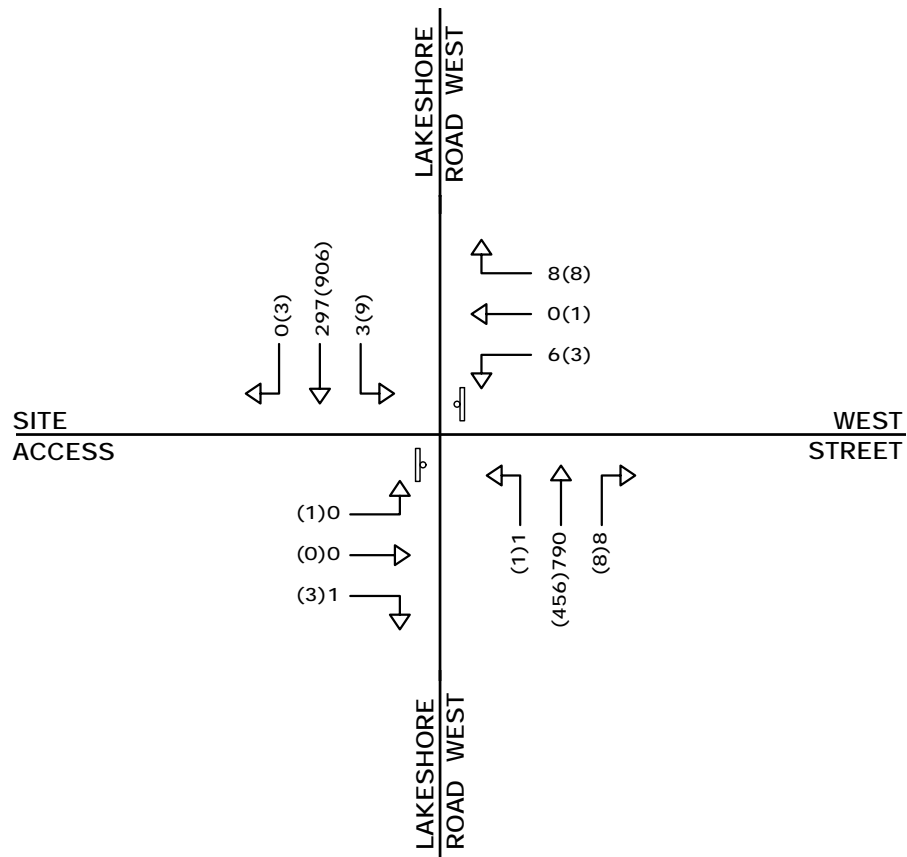 LAKESHORE
ROAD WEST
8(8)
0(1)
6(3)
0(3)
297(906)
3(9)
SITE
ACCESS
WEST
STREET
(1)0
(0)0
(3)1
(1)1
(456)790
(8)8
LAKESHORE
ROAD WEST